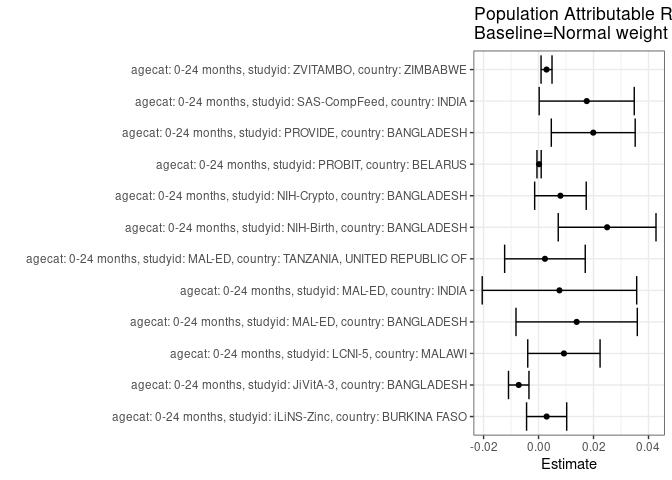 Population Attributable R
Baseline=Normal weight
agecat: 0-24 months, studyid: ZVITAMBO, country: ZIMBABWE
agecat: 0-24 months, studyid: SAS-CompFeed, country: INDIA
agecat: 0-24 months, studyid: PROVIDE, country: BANGLADESH
agecat: 0-24 months, studyid: PROBIT, country: BELARUS
agecat: 0-24 months, studyid: NIH-Crypto, country: BANGLADESH
agecat: 0-24 months, studyid: NIH-Birth, country: BANGLADESH
agecat: 0-24 months, studyid: MAL-ED, country: TANZANIA, UNITED REPUBLIC OF
agecat: 0-24 months, studyid: MAL-ED, country: INDIA
agecat: 0-24 months, studyid: MAL-ED, country: BANGLADESH
agecat: 0-24 months, studyid: LCNI-5, country: MALAWI
agecat: 0-24 months, studyid: JiVitA-3, country: BANGLADESH
agecat: 0-24 months, studyid: iLiNS-Zinc, country: BURKINA FASO
-0.02 0.00 0.02 0.04
Estimate